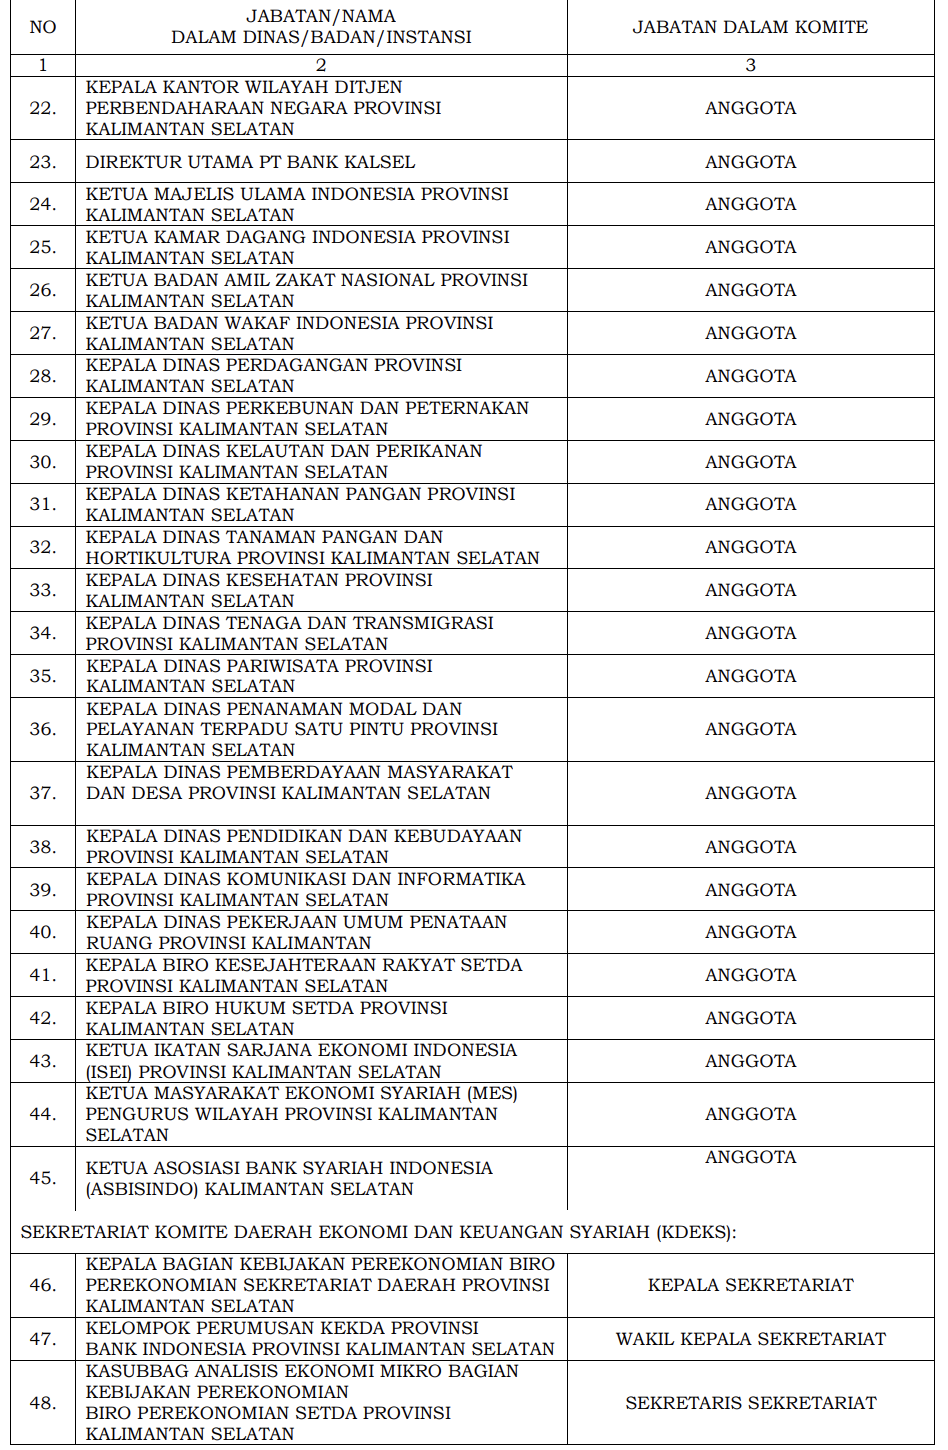 NO
JABATAN/NAMA
DALAM DINAS/BADAN/INSTANSI
JABATAN DALAM KOMITE
1
2
3
22.
KEPALA KANTOR WILAYAH DITJEN
PERBENDAHARAAN NEGARA PROVINSI
KALIMANTAN SELATAN
ANGGOTA
23.
DIREKTUR UTAMA PT BANK KALSEL
ANGGOTA
24.
KETUA MAJELIS ULAMA INDONESIA PROVINSI
KALIMANTAN SELATAN
ANGGOTA
25.
KETUA KAMAR DAGANG INDONESIA PROVINSI
KALIMANTAN SELATAN
ANGGOTA
26.
KETUA BADAN AMIL ZAKAT NASIONAL PROVINSI
KALIMANTAN SELATAN
ANGGOTA
27.
KETUA BADAN WAKAF INDONESIA PROVINSI
KALIMANTAN SELATAN
ANGGOTA
28.
KEPALA DINAS PERDAGANGAN PROVINSI
KALIMANTAN SELATAN
ANGGOTA
29.
KEPALA DINAS PERKEBUNAN DAN PETERNAKAN
PROVINSI KALIMANTAN SELATAN
ANGGOTA
30.
KEPALA DINAS KELAUTAN DAN PERIKANAN
PROVINSI KALIMANTAN SELATAN
ANGGOTA
31.
KEPALA DINAS KETAHANAN PANGAN PROVINSI
KALIMANTAN SELATAN
ANGGOTA
32.
KEPALA DINAS TANAMAN PANGAN DAN
HORTIKULTURA PROVINSI KALIMANTAN SELATAN
ANGGOTA
33.
KEPALA DINAS KESEHATAN PROVINSI
KALIMANTAN SELATAN
ANGGOTA
34.
KEPALA DINAS TENAGA DAN TRANSMIGRASI
PROVINSI KALIMANTAN SELATAN
ANGGOTA
35.
KEPALA DINAS PARIWISATA PROVINSI
KALIMANTAN SELATAN
ANGGOTA
36.
KEPALA DINAS PENANAMAN MODAL DAN
PELAYANAN TERPADU SATU PINTU PROVINSI
KALIMANTAN SELATAN
ANGGOTA
37.
KEPALA DINAS PEMBERDAYAAN MASYARAKAT
DAN DESA PROVINSI KALIMANTAN SELATAN
ANGGOTA
38.
KEPALA DINAS PENDIDIKAN DAN KEBUDAYAAN
PROVINSI KALIMANTAN SELATAN
ANGGOTA
39.
KEPALA DINAS KOMUNIKASI DAN INFORMATIKA
PROVINSI KALIMANTAN SELATAN
ANGGOTA
40.
KEPALA DINAS PEKERJAAN UMUM PENATAAN
RUANG PROVINSI KALIMANTAN
ANGGOTA
41.
KEPALA BIRO KESEJAHTERAAN RAKYAT SETDA
PROVINSI KALIMANTAN SELATAN
ANGGOTA
42.
KEPALA BIRO HUKUM SETDA PROVINSI
KALIMANTAN SELATAN
ANGGOTA
43.
KETUA IKATAN SARJANA EKONOMI INDONESIA
(ISEI) PROVINSI KALIMANTAN SELATAN
ANGGOTA
44.
KETUA MASYARAKAT EKONOMI SYARIAH (MES)
PENGURUS WILAYAH PROVINSI KALIMANTAN
SELATAN
ANGGOTA
45.
KETUA ASOSIASI BANK SYARIAH INDONESIA
(ASBISINDO) KALIMANTAN SELATAN
ANGGOTA
SEKRETARIAT KOMITE DAERAH EKONOMI DAN KEUANGAN SYARIAH (KDEKS):
46.
KEPALA BAGIAN KEBIJAKAN PEREKONOMIAN BIRO
PEREKONOMIAN SEKRETARIAT DAERAH PROVINSI
KALIMANTAN SELATAN
KEPALA SEKRETARIAT
47.
KELOMPOK PERUMUSAN KEKDA PROVINSI
BANK INDONESIA PROVINSI KALIMANTAN SELATAN
WAKIL KEPALA SEKRETARIAT
48.
KASUBBAG ANALISIS EKONOMI MIKRO BAGIAN
KEBIJAKAN PEREKONOMIAN
BIRO PEREKONOMIAN SETDA PROVINSI
KALIMANTAN SELATAN
SEKRETARIS SEKRETARIAT